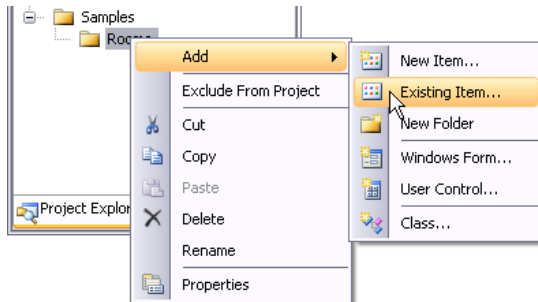 Samples
Add
Exclude From Project
Cut
Copy
Paste
Delete
Rename
Properties
New Item...
Existing Item...
New Folder
Windows Form...
User Control...
Class...
Project Explor